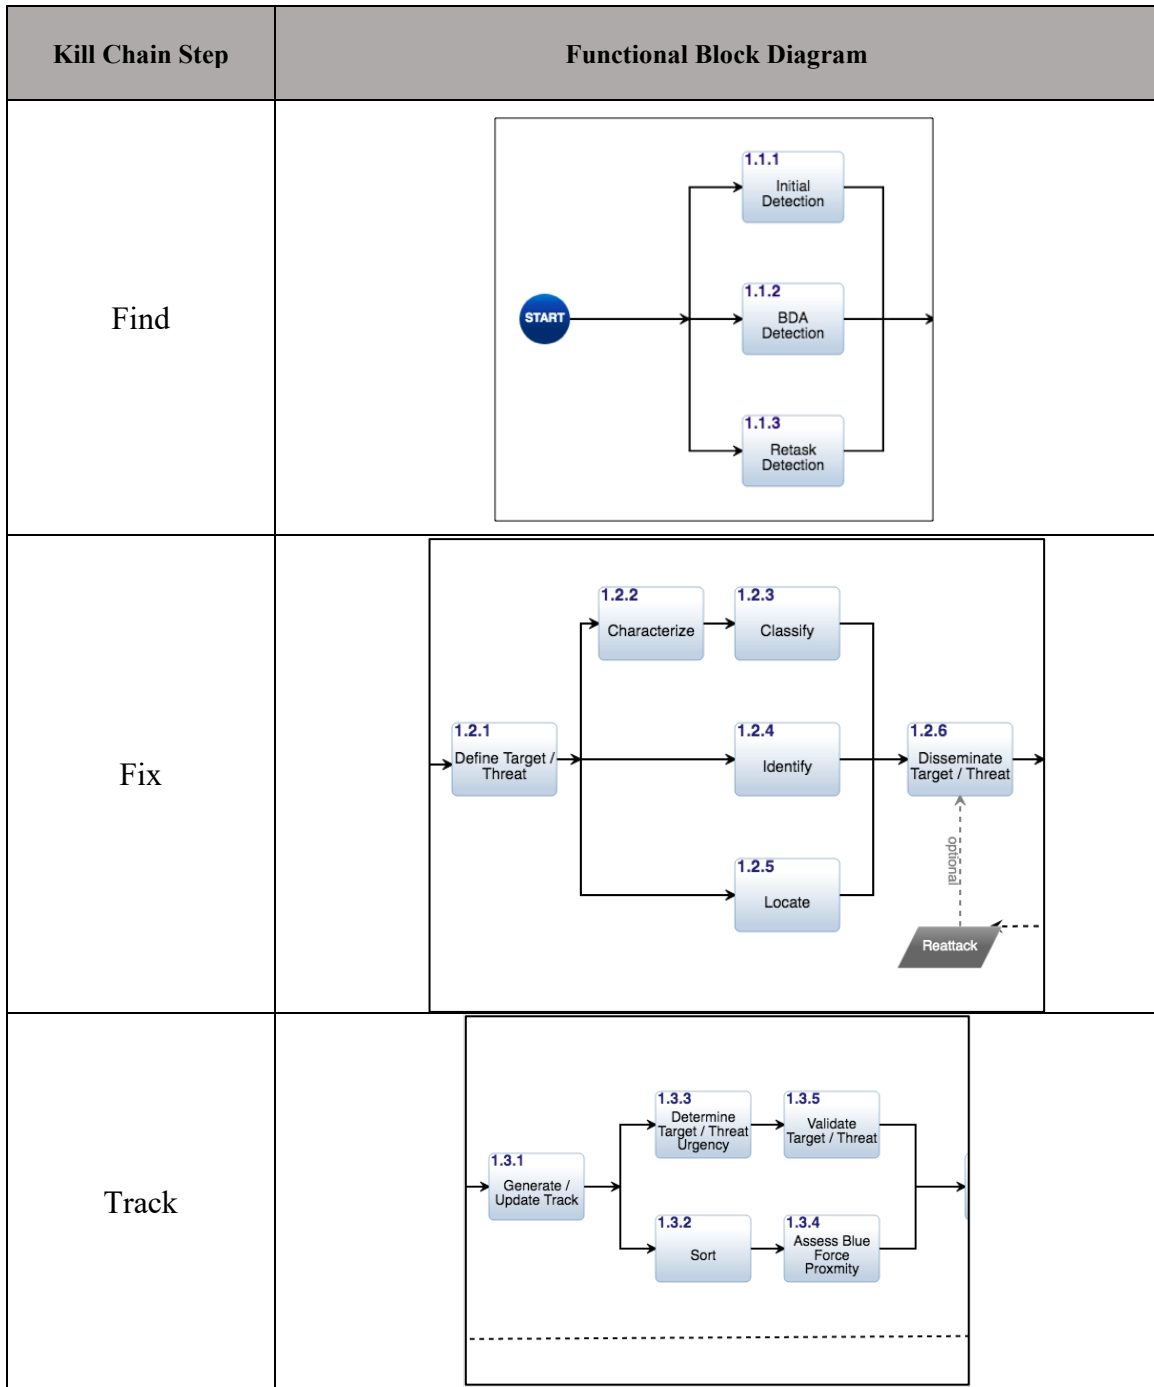 Kill Chain Step
Functional Block Diagram
Find
START
1.1.1
Initial
Detection
1.1.2
BDA
Detection
1.1.3
Retask
Detection
Fix
1.2.1
Define Target /
Threat
1.2.2
Characterize
1.2.3
Classify
1.2.4
Identify
1.2.5
Locate
1.2.6
Disseminate
Target / Threat
optional
Reattack
Track
1.3.1
Generate /
Update Track
1.3.3
Determine
Target / Threat
Urgency
1.3.5
Validate
Target / Threat
1.3.2
Sort
1.3.4
Assess Blue
Force
Proxmity